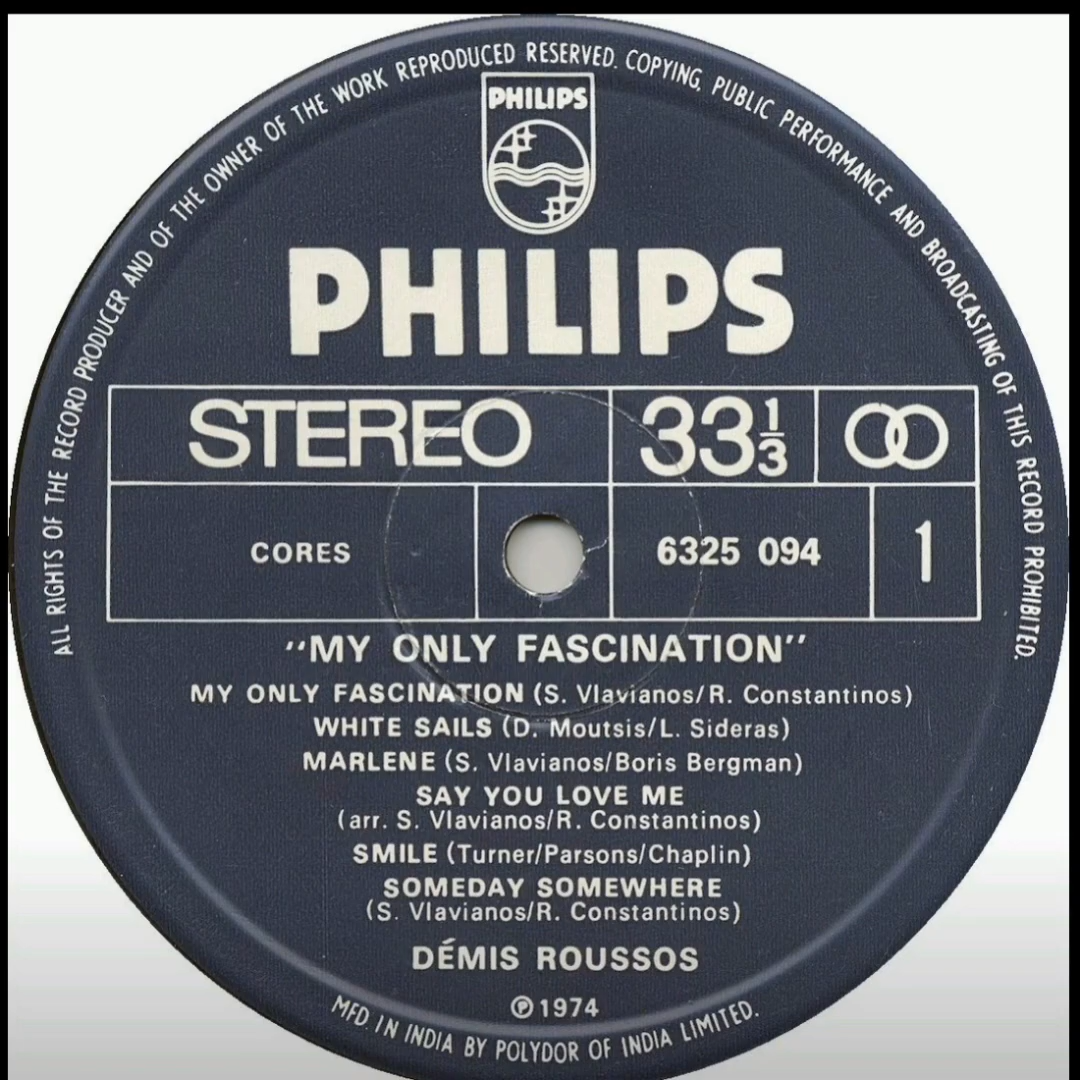 ALL RIGHTS OF THE RECORD PRODUCER AND OF THE OWNER OF THE WORK REPRODUCED RESERVED. COPYING, PUBLIC PERFORMANCE AND BROADCASTING OF THIS RECORD PROHIBITED.
PHILIPS
PHILIPS
STEREO 33 1/3
CORES 6325 094 1
“MY ONLY FASCINATION”
MY ONLY FASCINATION (S. Vlavianos/R. Constantinos)
WHITE SAILS (D. Moutsis/L. Sideras)
MARLENE (S. Vlavianos/Boris Bergman)
SAY YOU LOVE ME
(arr. S. Vlavianos/R. Constantinos)
SMILE (Turner/Parsons/Chaplin)
SOMEDAY SOMEWHERE
(S. Vlavianos/R. Constantinos)
DÉMIS ROUSSOS
℗ 1974
MFD. IN INDIA BY POLYDOR OF INDIA LIMITED.